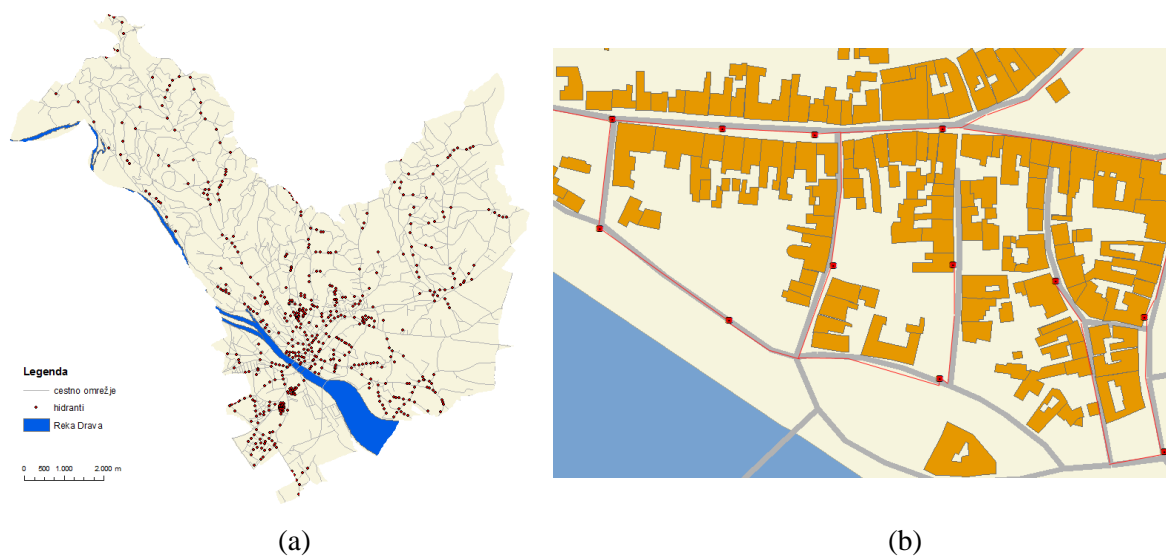 Legenda
cestno omrežje
hidranti
Reka Drava
0 500 1.000 2.000 m
(a) (b)